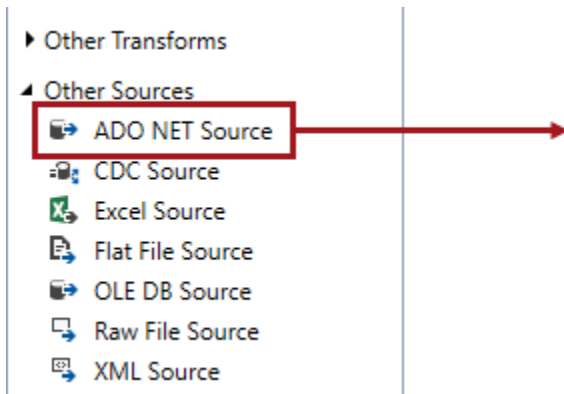 Other Transforms
Other Sources
ADO NET Source
CDC Source
Excel Source
Flat File Source
OLE DB Source
Raw File Source
XML Source